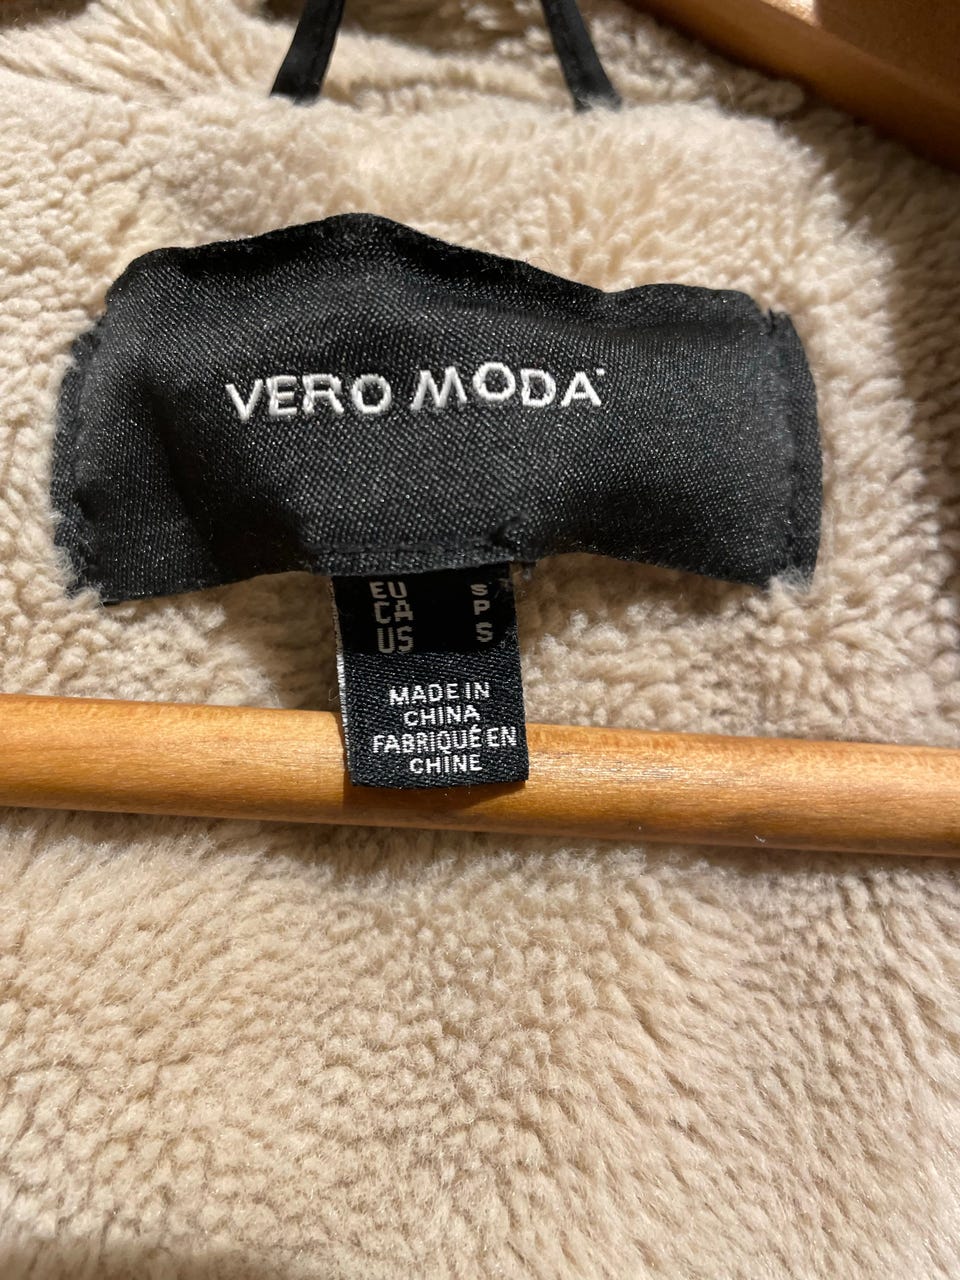 VERO MODA
EU S
CA P
US S
MADE IN
CHINA
FABRIQUÉ EN
CHINE